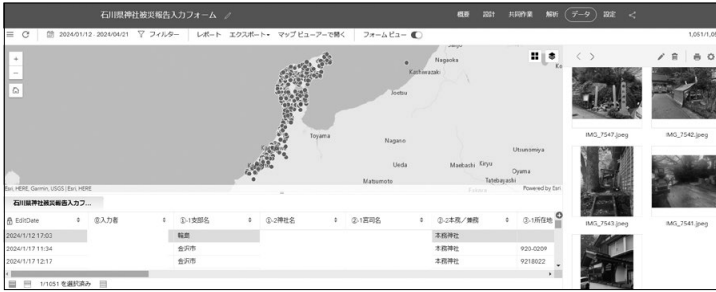 石川県神社被災報告入力フォーム
概要 設計 共同作業 解析 データ 設定
2024/01/12 - 2024/04/21 フィルター レポート エクスポート マップ ビューアーで開く フォームビュー
1,051/1,05
Nagaoka
Kashiwazaki
Joetsu
Toyama
Nagano
Utsunomiya
Ueda
Maebashi Kiryu
Oyama
Matsumoto
Tatebayashi
Esri, HERE, Garmin, USGS | Esri, HERE
Powered by Esri
石川県神社被災報告入力フ...
EditDate ②入力者 ①-1支部名 ①-2神社名 ②-1宮司名 ②-2本務／兼務 ③-1所在地
2024/1/12 17:03 輪島 本務神社
2024/1/17 11:34 金沢市 本務神社 920-0209
2024/1/17 12:17 金沢市 本務神社 9218022
1/1051 を選択済み
IMG_7547.jpeg IMG_7542.jpeg
IMG_7543.jpeg IMG_7541.jpeg